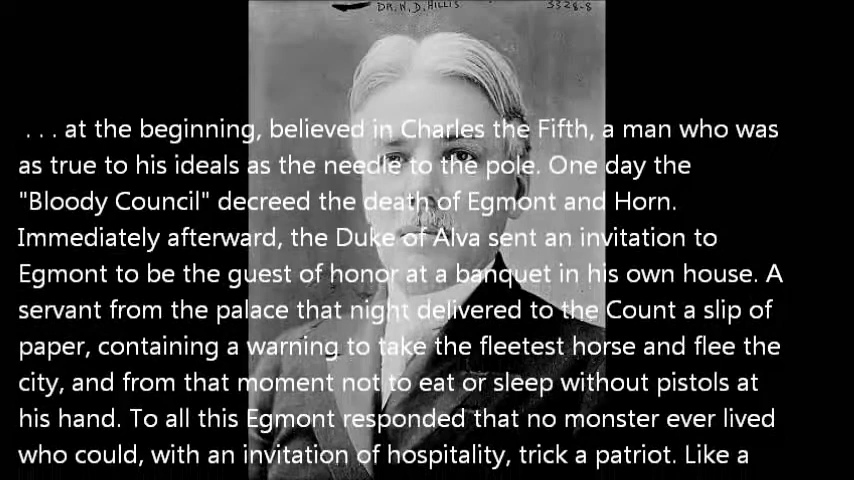 DR. N.D. HILLIS 3328-8
. . . at the beginning, believed in Charles the Fifth, a man who was
as true to his ideals as the needle to the pole. One day the
"Bloody Council" decreed the death of Egmont and Horn.
Immediately afterward, the Duke of Alva sent an invitation to
Egmont to be the guest of honor at a banquet in his own house. A
servant from the palace that night delivered to the Count a slip of
paper, containing a warning to take the fleetest horse and flee the
city, and from that moment not to eat or sleep without pistols at
his hand. To all this Egmont responded that no monster ever lived
who could, with an invitation of hospitality, trick a patriot. Like a